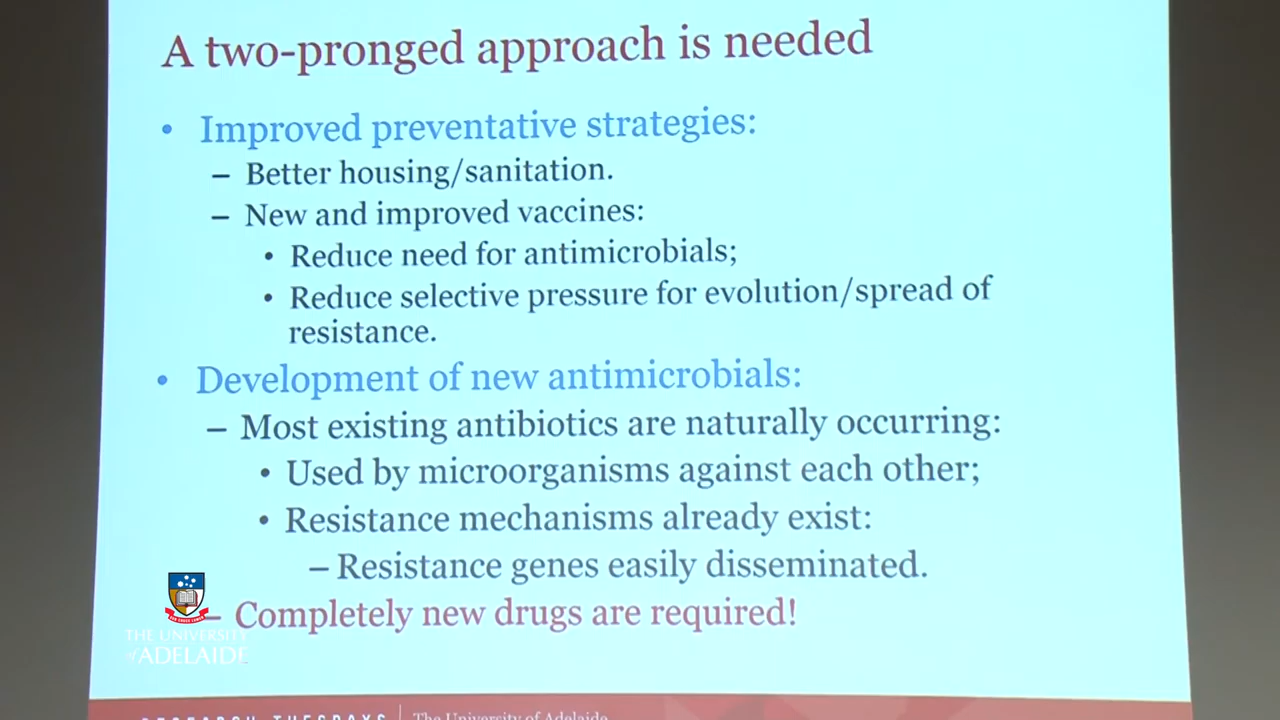 A two-pronged approach is needed
• Improved preventative strategies:
– Better housing/sanitation.
– New and improved vaccines:
• Reduce need for antimicrobials;
• Reduce selective pressure for evolution/spread of
resistance.
• Development of new antimicrobials:
– Most existing antibiotics are naturally occurring:
• Used by microorganisms against each other;
• Resistance mechanisms already exist:
– Resistance genes easily disseminated.
– Completely new drugs are required!
THE UNIVERSITY
of ADELAIDE
RESEARCH TUESDAYS | The University of Adelaide